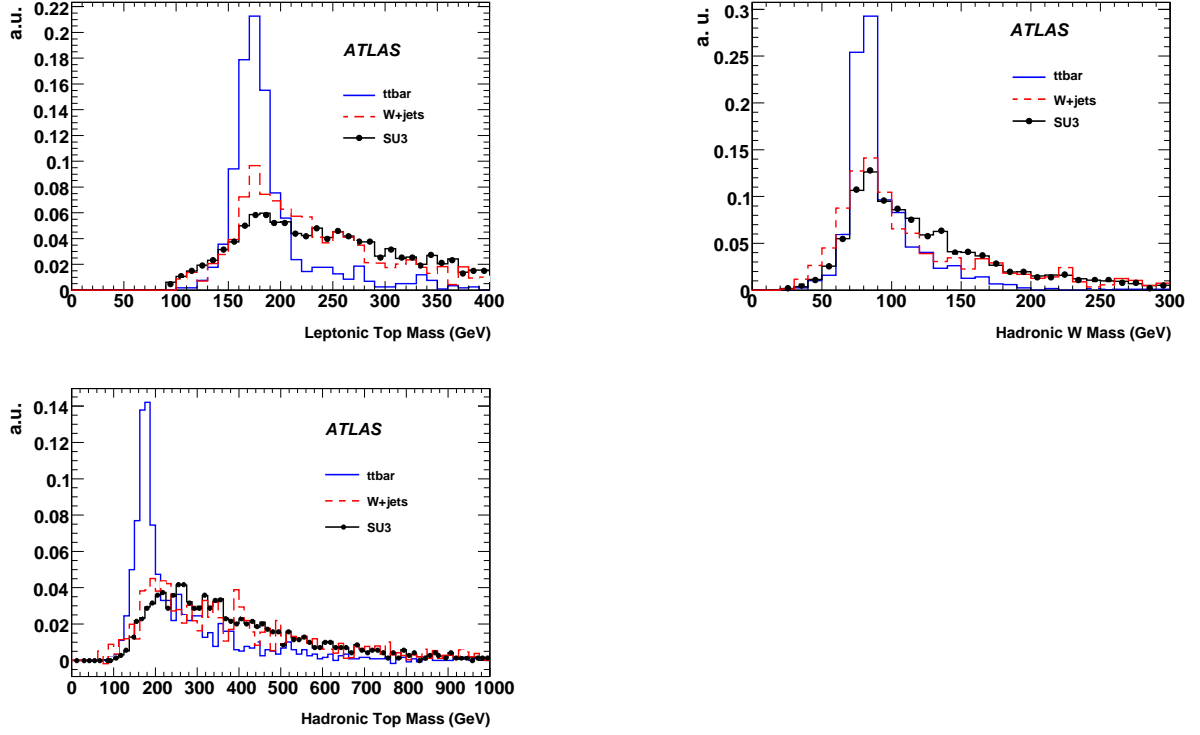 a.u.
0.22
0.2
0.18
0.16
0.14
0.12
0.1
0.08
0.06
0.04
0.02
0
ATLAS
ttbar
W+jets
SU3
0 50 100 150 200 250 300 350 400
Leptonic Top Mass (GeV)
a. u.
0.3
0.25
0.2
0.15
0.1
0.05
0
ATLAS
ttbar
W+jets
SU3
0 50 100 150 200 250 300
Hadronic W Mass (GeV)
a.u.
0.14
0.12
0.1
0.08
0.06
0.04
0.02
0
ATLAS
ttbar
W+jets
SU3
0 100 200 300 400 500 600 700 800 900 1000
Hadronic Top Mass (GeV)